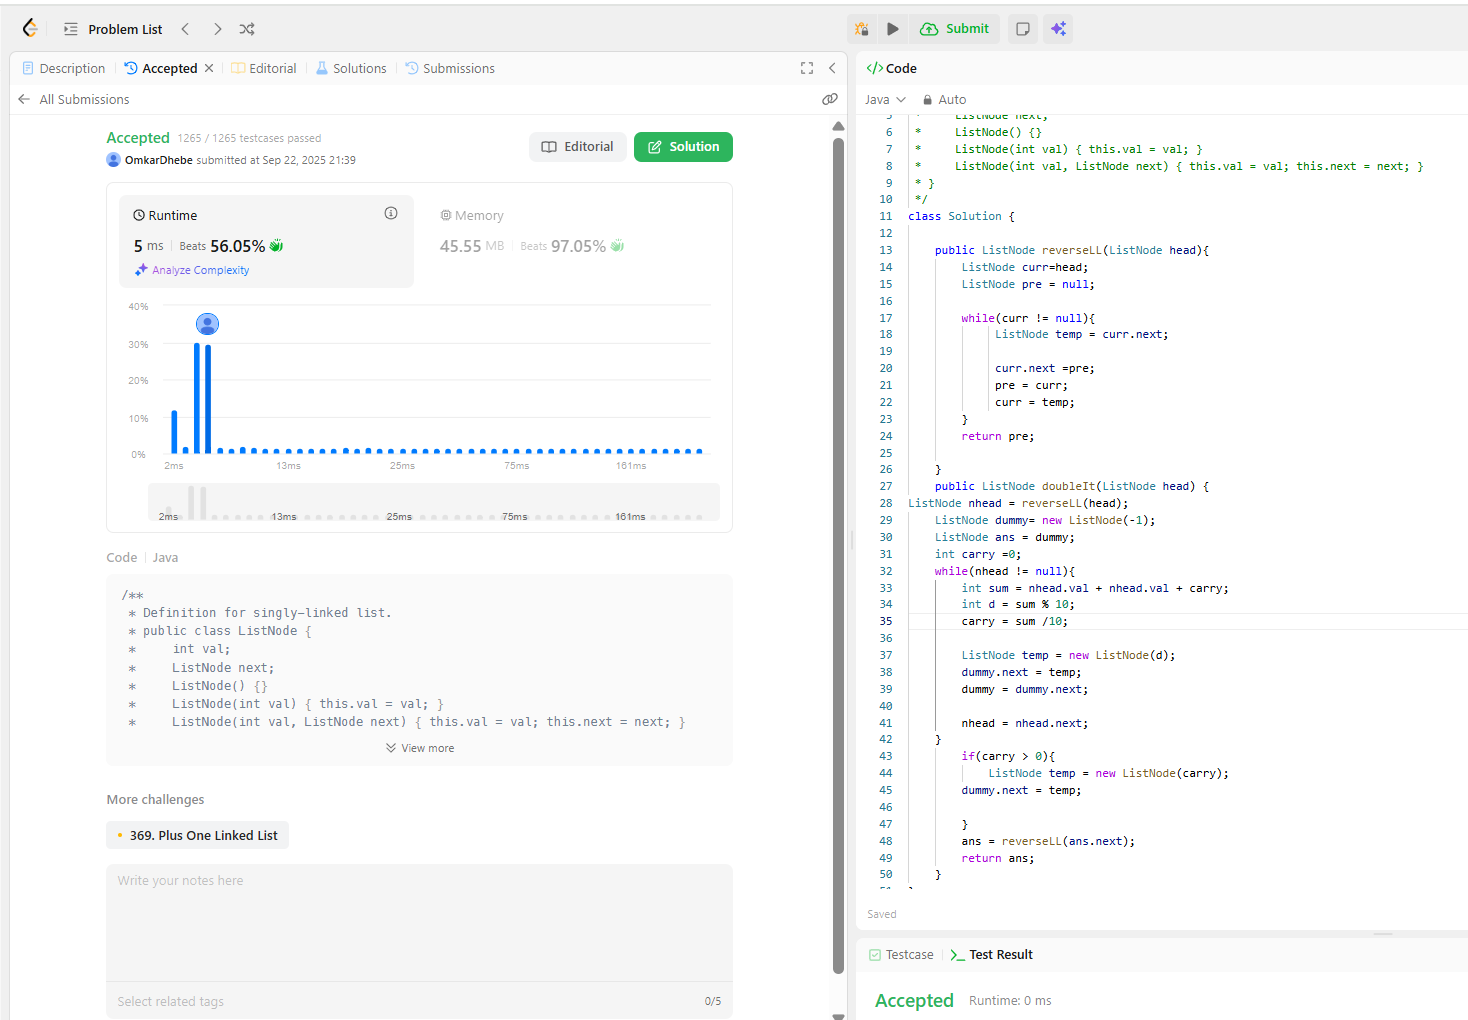 Problem List
Submit
Description
Accepted
Editorial
Solutions
Submissions
All Submissions
Accepted 1265 / 1265 testcases passed
OmkarDhebe submitted at Sep 22, 2025 21:39
Editorial
Solution
Runtime
5 ms | Beats 56.05%
Analyze Complexity
Memory
45.55 MB | Beats 97.05%
40%
30%
20%
10%
0%
2ms 13ms 25ms 75ms 161ms
2ms 13ms 25ms 75ms 161ms
Code | Java
/**
 * Definition for singly-linked list.
 * public class ListNode {
 *     int val;
 *     ListNode next;
 *     ListNode() {}
 *     ListNode(int val) { this.val = val; }
 *     ListNode(int val, ListNode next) { this.val = val; this.next = next; }
View more
More challenges
369. Plus One Linked List
Write your notes here
Select related tags
0/5
</> Code
Java
Auto
5  *     ListNode next;
6  *     ListNode() {}
7  *     ListNode(int val) { this.val = val; }
8  *     ListNode(int val, ListNode next) { this.val = val; this.next = next; }
9  * }
10  */
11 class Solution {
12
13     public ListNode reverseLL(ListNode head){
14         ListNode curr=head;
15         ListNode pre = null;
16
17         while(curr != null){
18             ListNode temp = curr.next;
19
20             curr.next =pre;
21             pre = curr;
22             curr = temp;
23         }
24         return pre;
25
26     }
27     public ListNode doubleIt(ListNode head) {
28 ListNode nhead = reverseLL(head);
29     ListNode dummy= new ListNode(-1);
30     ListNode ans = dummy;
31     int carry =0;
32     while(nhead != null){
33         int sum = nhead.val + nhead.val + carry;
34         int d = sum % 10;
35         carry = sum /10;
36
37         ListNode temp = new ListNode(d);
38         dummy.next = temp;
39         dummy = dummy.next;
40
41         nhead = nhead.next;
42     }
43         if(carry > 0){
44             ListNode temp = new ListNode(carry);
45         dummy.next = temp;
46
47         }
48         ans = reverseLL(ans.next);
49         return ans;
50     }
Saved
Testcase
Test Result
Accepted Runtime: 0 ms